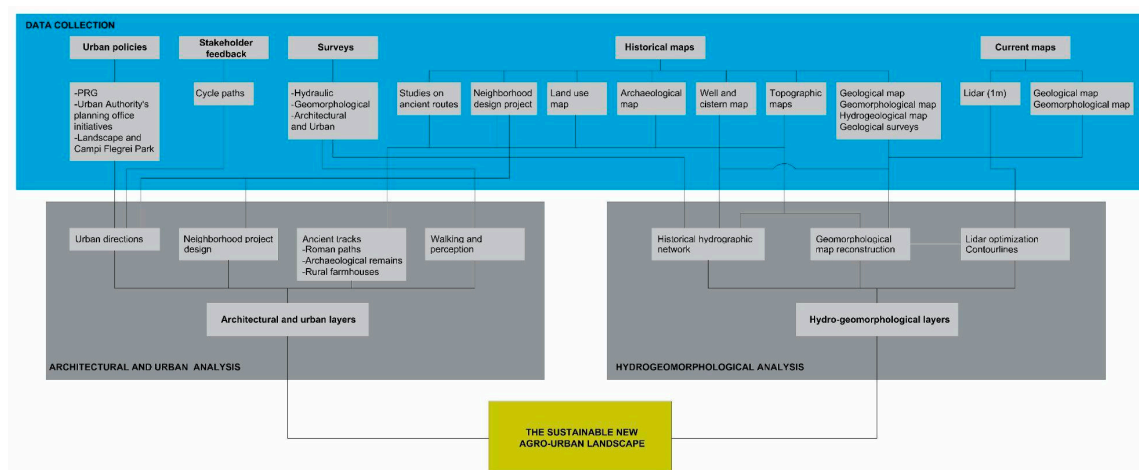 DATA COLLECTION
Urban policies
Stakeholder
feedback
Surveys
Historical maps
Current maps
-PRG
-Urban Authority's
planning office
initiatives
-Landscape and
Campi Flegrei Park
Cycle paths
-Hydraulic
-Geomorphological
-Architectural
and Urban
Studies on
ancient routes
Neighborhood
design project
Land use
map
Archaeological
map
Well and
cistern map
Topographic
maps
Geological map
Geomorphological map
Hydrogeological map
Geological surveys
Lidar (1m)
Geological map
Geomorphological map
Urban directions
Neighborhood project
design
Ancient tracks
-Roman paths
-Archaeological remains
-Rural farmhouses
Walking and
perception
Historical hydrographic
network
Geomorphological
map reconstruction
Lidar optimization
Contourlines
Architectural and urban layers
Hydro-geomorphological layers
ARCHITECTURAL AND URBAN ANALYSIS
HYDROGEOMORPHOLOGICAL ANALYSIS
THE SUSTAINABLE NEW
AGRO-URBAN LANDSCAPE